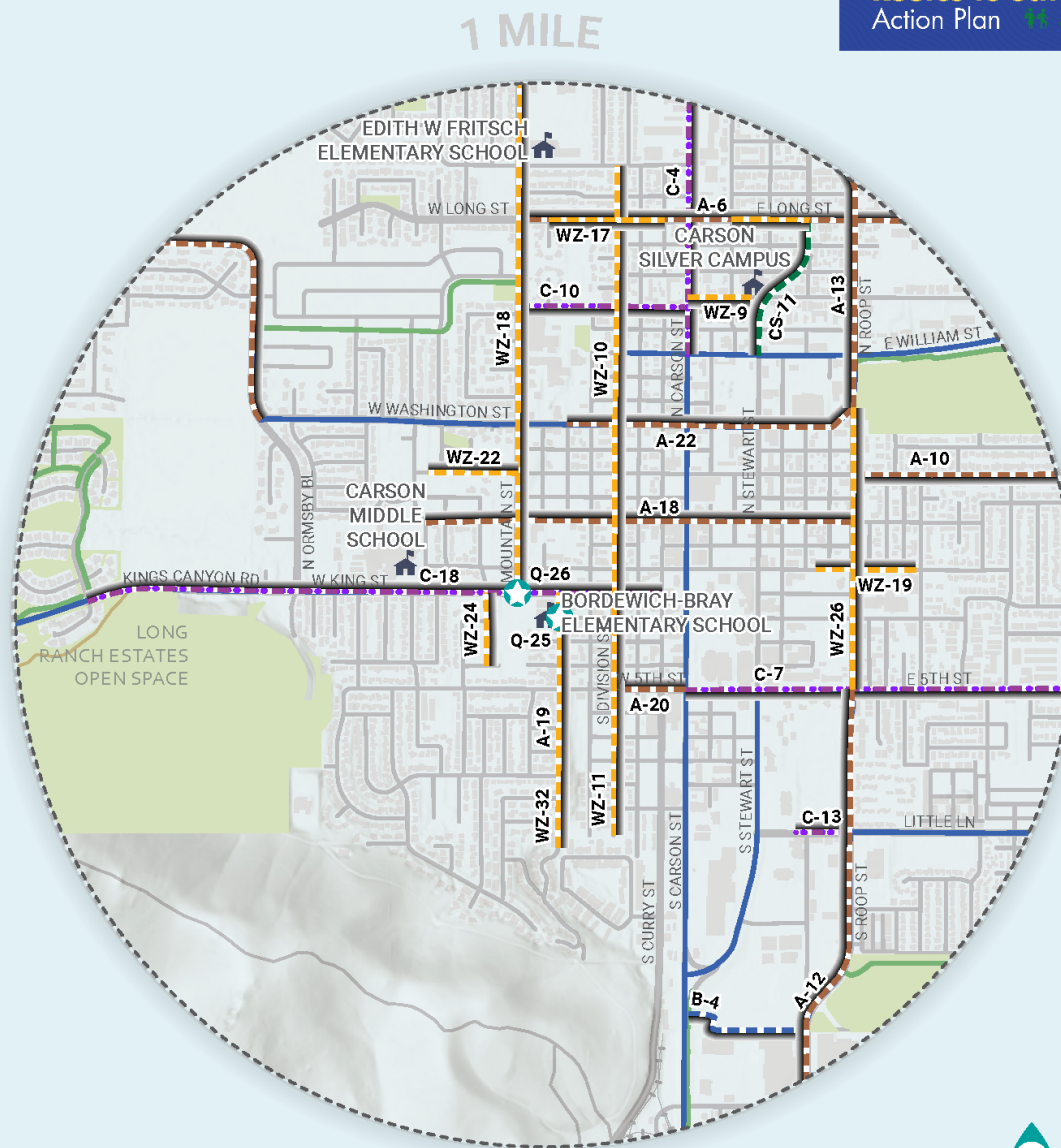 Action Plan
1 MILE
EDITH W FRITSCH
ELEMENTARY SCHOOL
C-4
W LONG ST
A-6
E LONG ST
WZ-17
CARSON
SILVER CAMPUS
C-10
WZ-9
CS-11
A-13
N ROOP ST
WZ-18
WZ-10
N CARSON ST
E WILLIAM ST
W WASHINGTON ST
A-22
N STEWART ST
WZ-22
A-10
N ORMSBY BL
CARSON
MIDDLE
SCHOOL
MOUNTAIN ST
A-18
KINGS CANYON RD
W KING ST
C-18
Q-26
WZ-19
BORDEWICH-BRAY
ELEMENTARY SCHOOL
Q-25
WZ-24
WZ-26
LONG
RANCH ESTATES
OPEN SPACE
S DIVISION ST
W 5TH ST
C-7
E 5TH ST
A-20
A-19
WZ-32
WZ-11
S STEWART ST
C-13
LITTLE LN
S CARSON ST
S CURRY ST
S ROOP ST
B-4
A-12